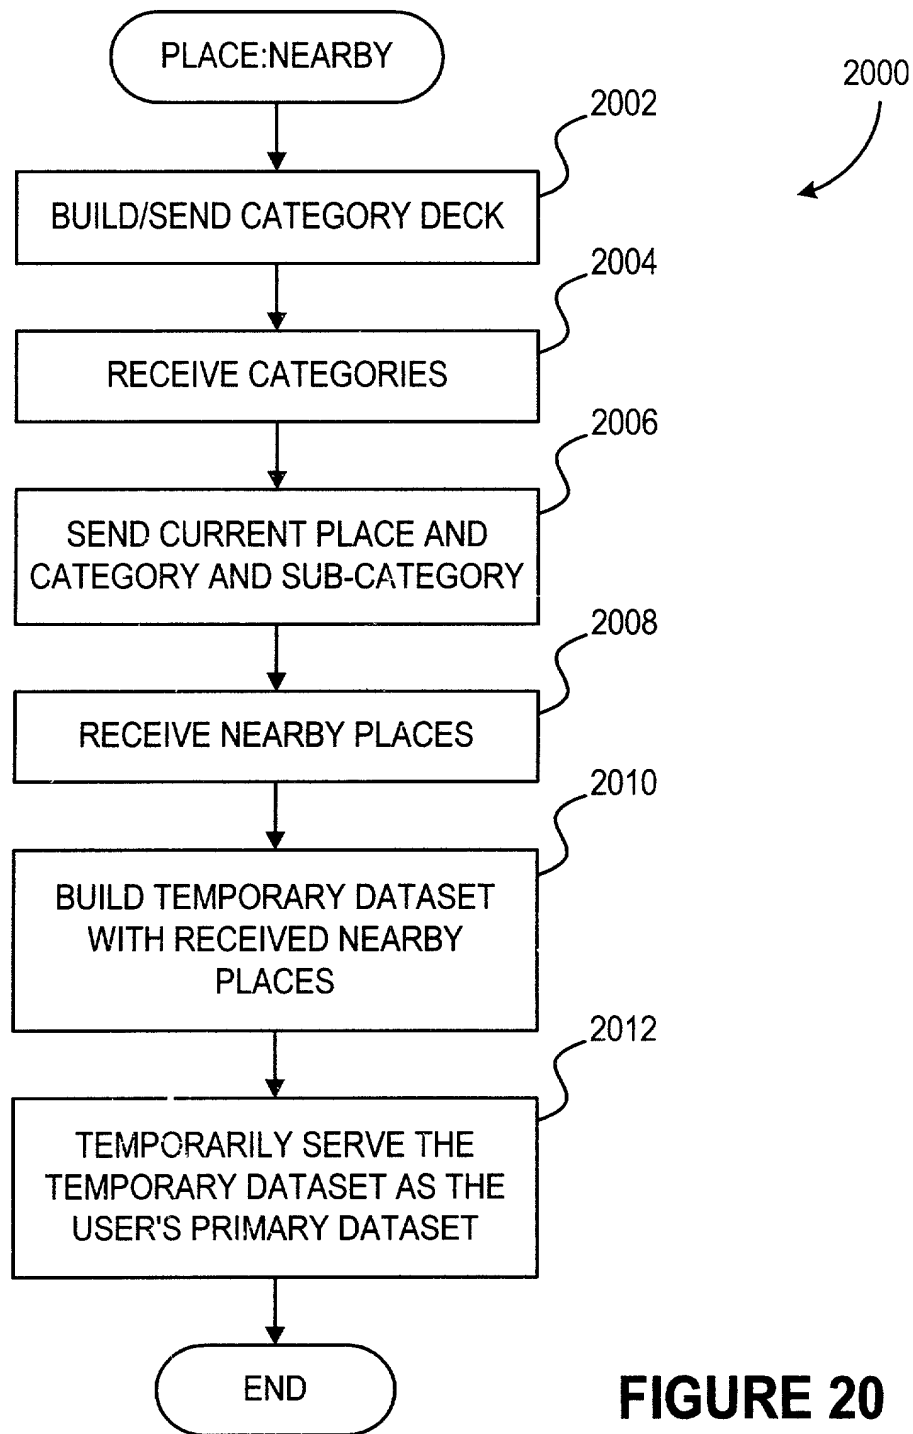 PLACE:NEARBY
2000
2002
BUILD/SEND CATEGORY DECK
2004
RECEIVE CATEGORIES
2006
SEND CURRENT PLACE AND
CATEGORY AND SUB-CATEGORY
2008
RECEIVE NEARBY PLACES
2010
BUILD TEMPORARY DATASET
WITH RECEIVED NEARBY
PLACES
2012
TEMPORARILY SERVE THE
TEMPORARY DATASET AS THE
USER'S PRIMARY DATASET
END
FIGURE 20